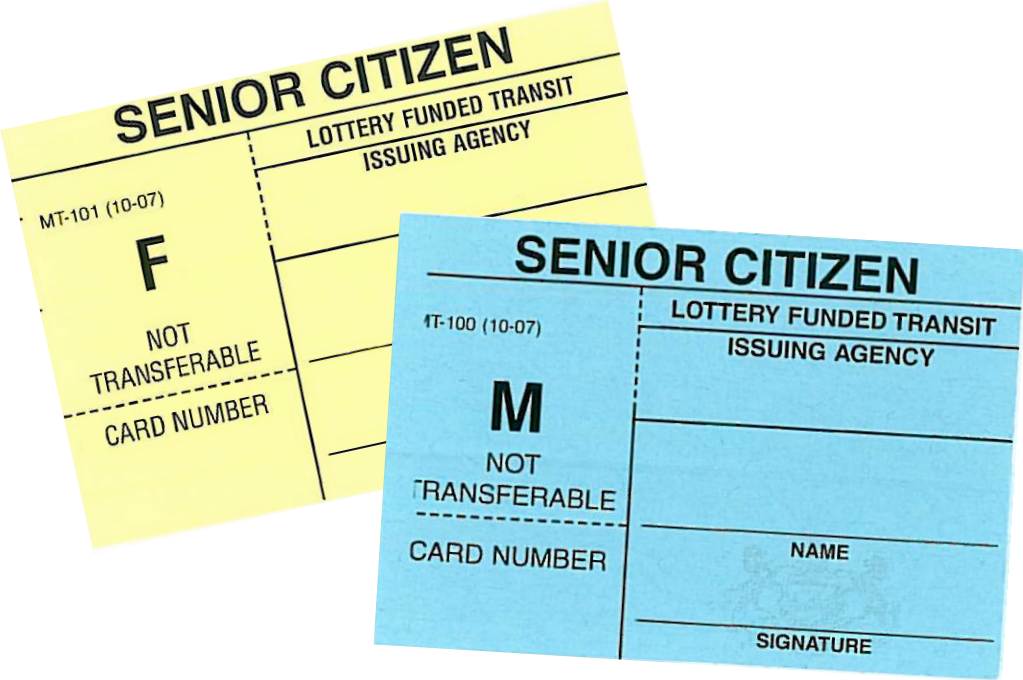 SENIOR CITIZEN
LOTTERY FUNDED TRANSIT
ISSUING AGENCY
MT-101 (10-07)
F
NOT
TRANSFERABLE
CARD NUMBER
SENIOR CITIZEN
LOTTERY FUNDED TRANSIT
ISSUING AGENCY
MT-100 (10-07)
M
NOT
TRANSFERABLE
CARD NUMBER
NAME
SIGNATURE